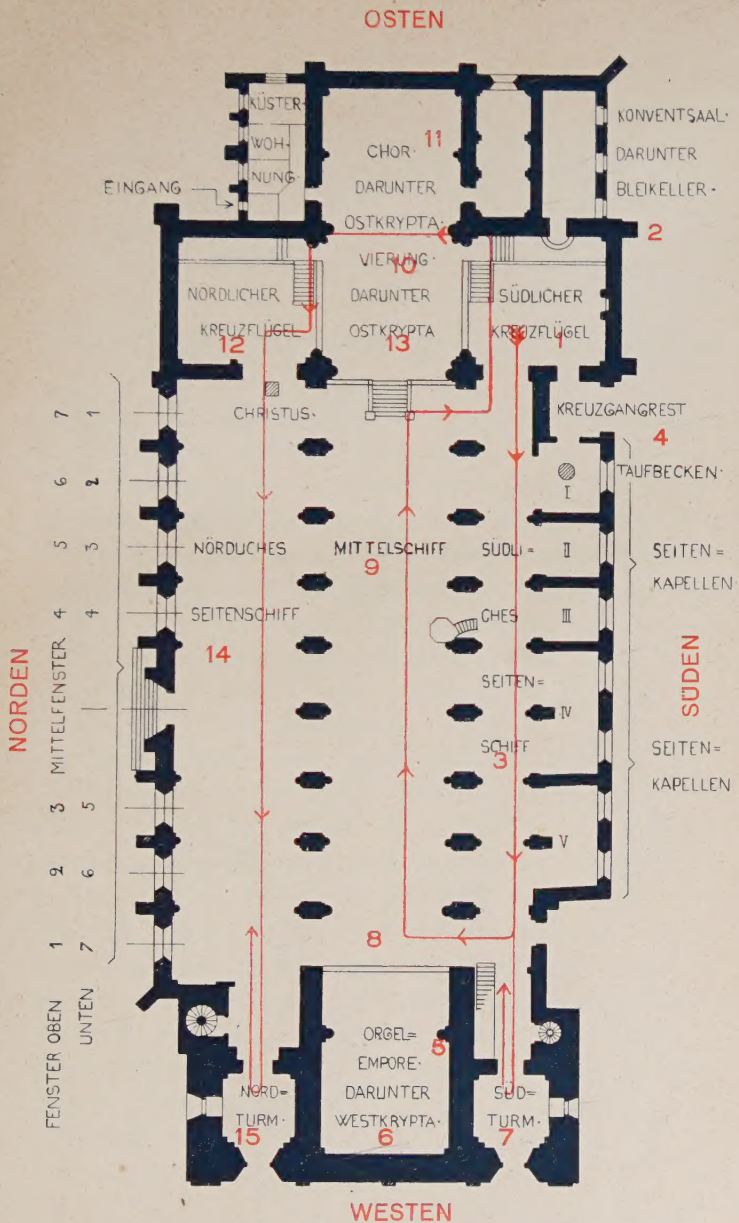 OSTEN
KÜSTER-
WOH-
NUNG-
EINGAN​G
CHOR·
11
DARUNTER
OSTKRYPTA·
KONVENTSAAL·
DARUNTER
BLEIKELLER·
2
NÖRDLICHER
KREUZFLÜGEL
12
VIERUNG·
10
DARUNTER
OSTKRYPTA
13
SÜDLICHER
KREUZFLÜGEL
1
CHRISTUS·
KREUZGANGREST
4
TAUFBECKEN·
I
NÖRDUCHES
SEITENSCHIFF
14
MITTELSCHIFF
9
SÜDLI=
CHES
SEITEN=
SCHIFF
3
II
III
IV
V
SEITEN=
KAPELLEN
SEITEN=
KAPELLEN
NORDEN
SÜDEN
FENSTER OBEN 1 2 3 MITTELFENSTER 4 5 6 7
UNTEN 7 6 5 4 3 2 1
8
ORGEL=
5
EMPORE·
DARUNTER
WESTKRYPTA·
6
NORD=
TURM·
15
SÜD=
TURM·
7
WESTEN